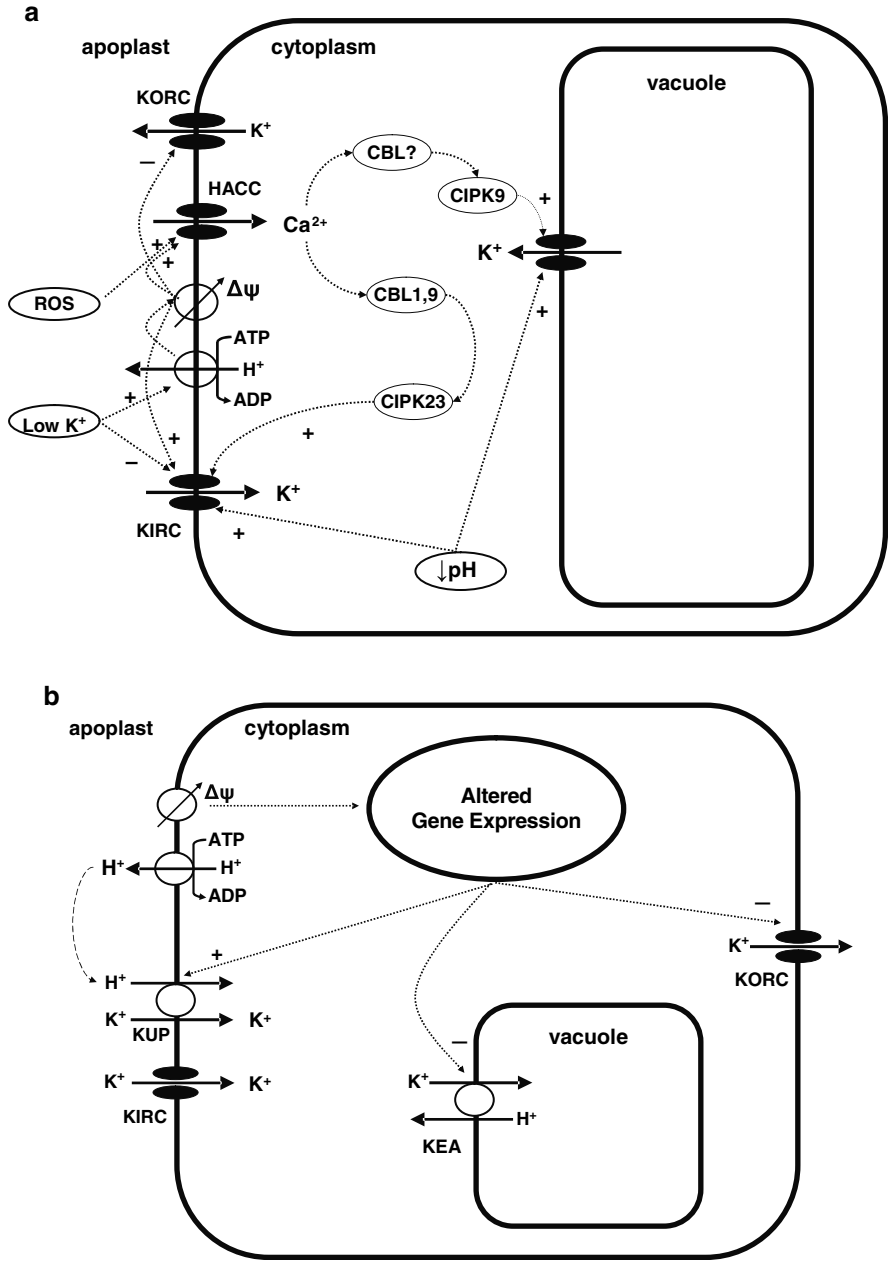 a
apoplast
cytoplasm
vacuole
KORC
K⁺
–
HACC
Ca²⁺
CBL?
CIPK9
+
K⁺
+
+
ROS
Δψ
CBL1,9
+
ATP
H⁺
ADP
+
Low K⁺
CIPK23
+
+
–
K⁺
KIRC
+
↓pH
b
apoplast
cytoplasm
Δψ
Altered
Gene Expression
ATP
H⁺
H⁺
ADP
–
+
K⁺
KORC
H⁺
K⁺
K⁺
KUP
vacuole
–
K⁺
K⁺
K⁺
KIRC
H⁺
KEA